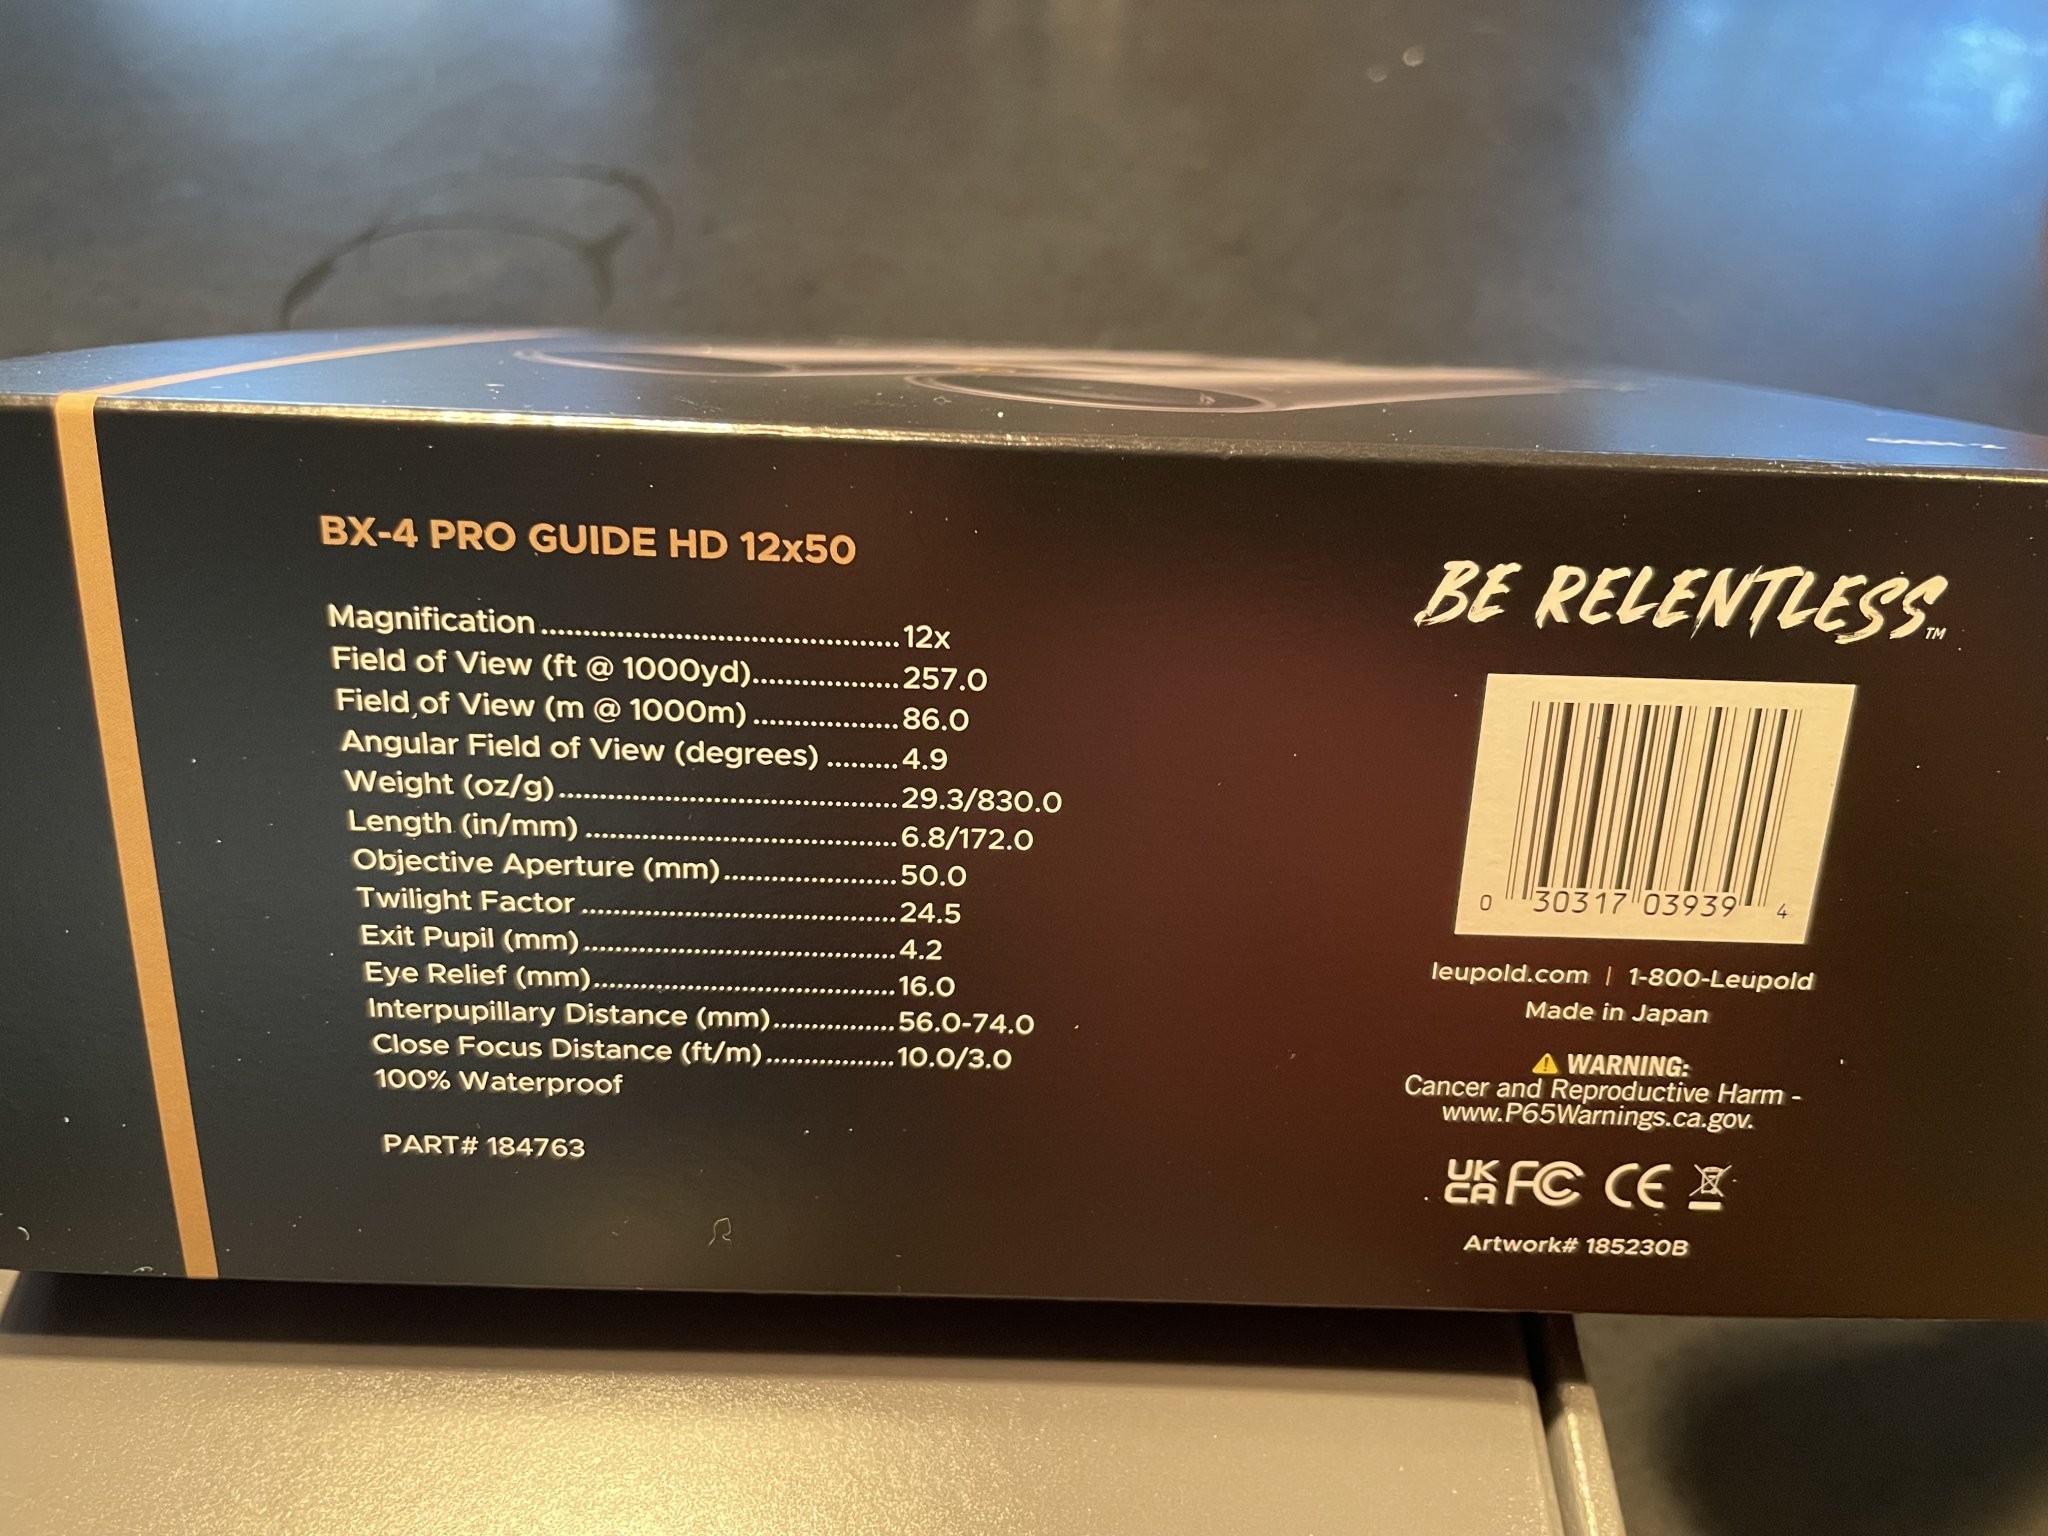 BX-4 PRO GUIDE HD 12x50
Magnification............................................12x
Field of View (ft @ 1000yd)..................257.0
Field of View (m @ 1000m) ..................86.0
Angular Field of View (degrees) .........4.9
Weight (oz/g)..........................................29.3/830.0
Length (in/mm) ......................................6.8/172.0
Objective Aperture (mm).....................50.0
Twilight Factor ......................................24.5
Exit Pupil (mm)......................................4.2
Eye Relief (mm).....................................16.0
Interpupillary Distance (mm)...............56.0-74.0
Close Focus Distance (ft/m)................10.0/3.0
100% Waterproof
PART# 184763
BE RELENTLESS™
0 30317 03939 4
leupold.com | 1-800-Leupold
Made in Japan
⚠ WARNING:
Cancer and Reproductive Harm -
www.P65Warnings.ca.gov.
UK CA FC CE
Artwork# 185230B